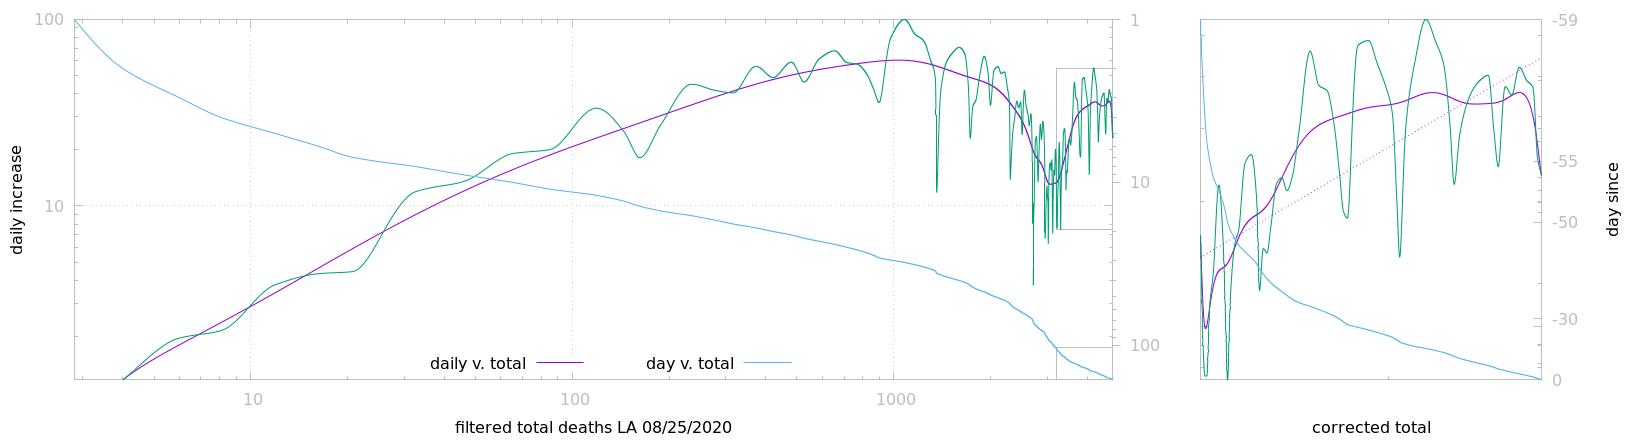 100
10
daily increase
10
100
1000
filtered total deaths LA 08/25/2020
daily v. total
day v. total
1
10
100
-59
-55
-50
-30
0
day since
corrected total